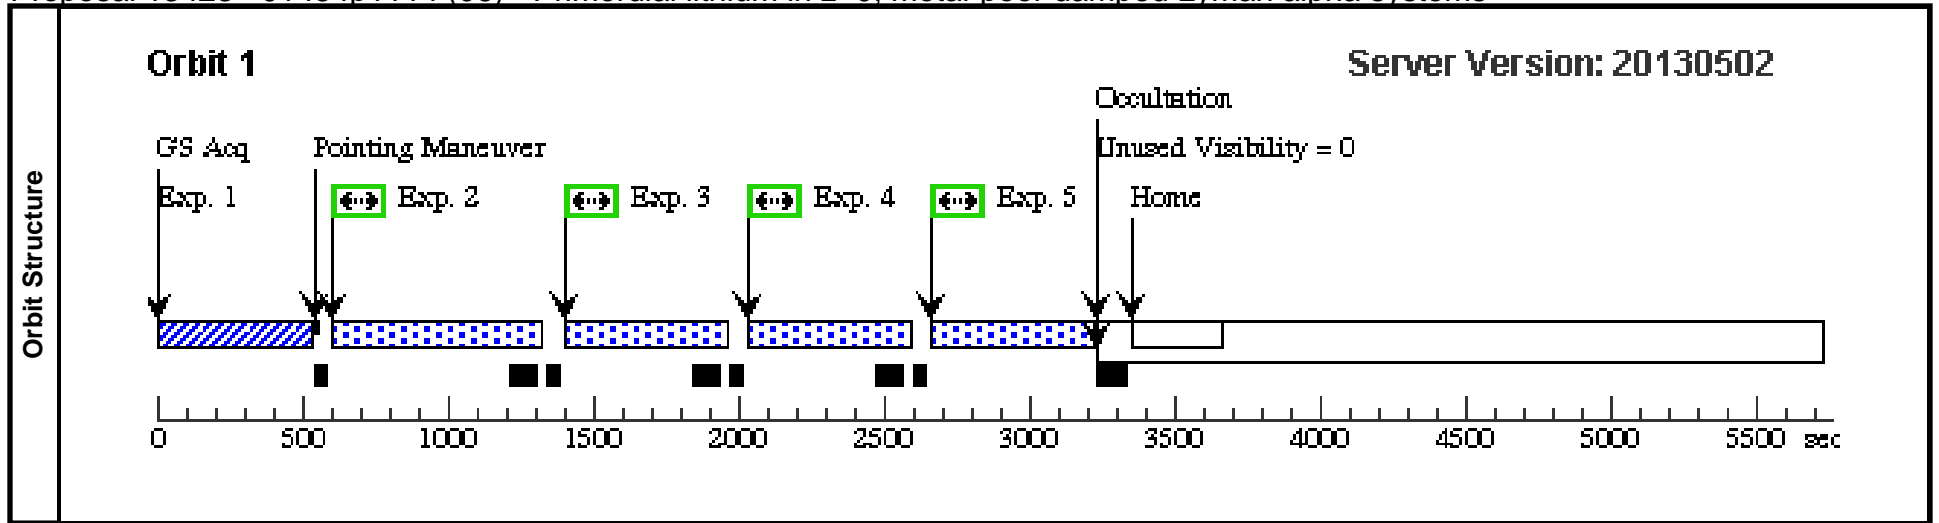 Orbit Structure
Orbit 1
Server Version: 20130502
Occultation
GS Acq
Pointing Maneuver
Unused Visibility = 0
Exp. 1
Exp. 2
Exp. 3
Exp. 4
Exp. 5
Home
0 500 1000 1500 2000 2500 3000 3500 4000 4500 5000 5500 sec